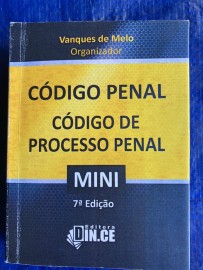 Vanques de Melo
Organizador
CÓDIGO PENAL
CÓDIGO DE
PROCESSO PENAL
MINI
7ª Edição
Editora
DIN.CE